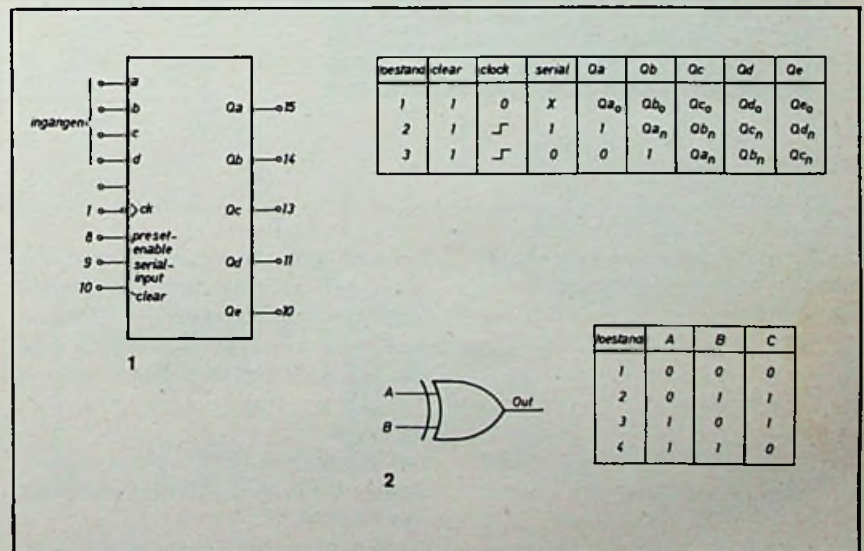 ingangen
a
b
c
d
1 ck
8 preset-
enable
9 serial-
input
10 clear
Qa 15
Qb 14
Qc 13
Qd 11
Qe 10
1
toestand clear clock serial Qa Qb Qc Qd Qe
1 1 0 X Qa₀ Qb₀ Qc₀ Qd₀ Qe₀
2 1 1 1 Qaₙ Qbₙ Qcₙ Qdₙ
3 1 0 0 1 Qaₙ Qbₙ Qcₙ
A
B
Out
2
toestand A B C
1 0 0 0
2 0 1 1
3 1 0 1
4 1 1 0